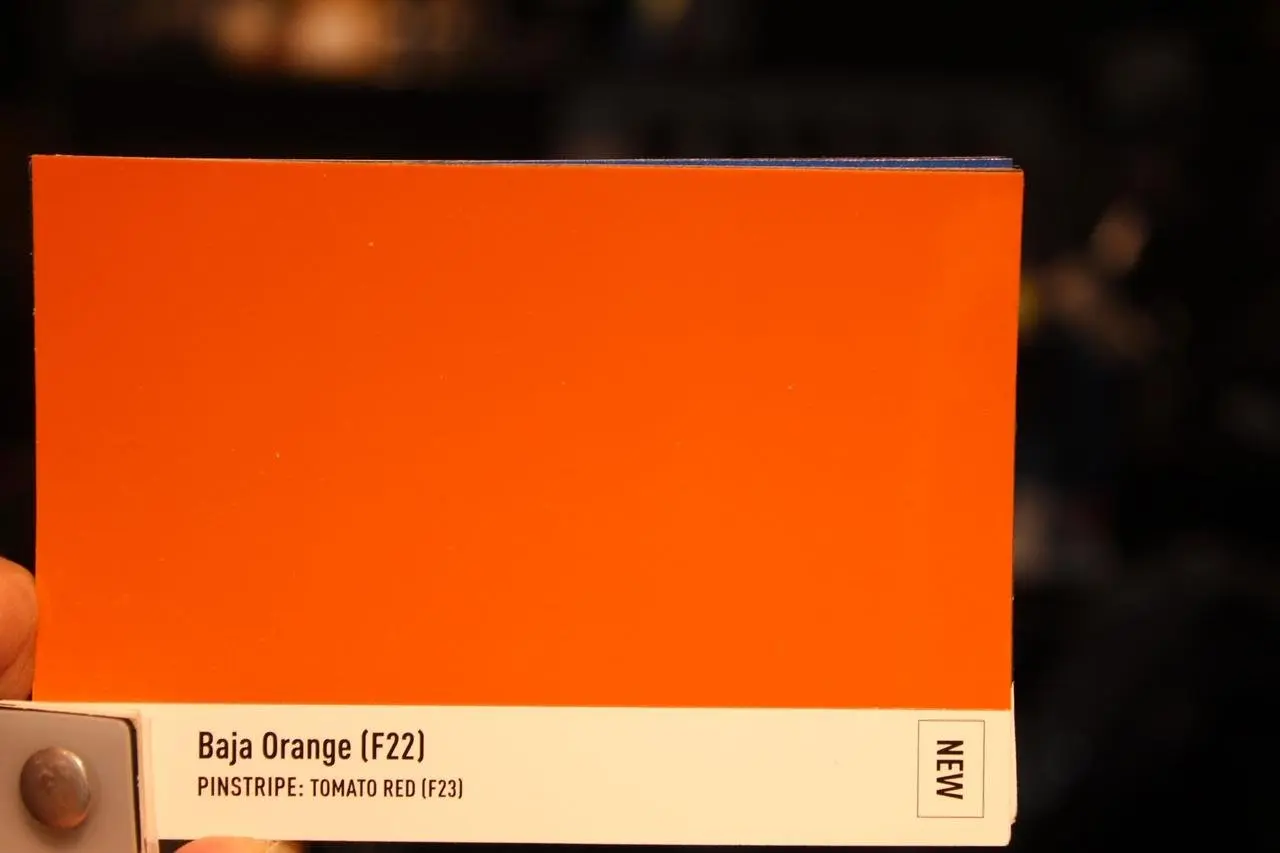 Baja Orange (F22)
PINSTRIPE: TOMATO RED (F23)
NEW